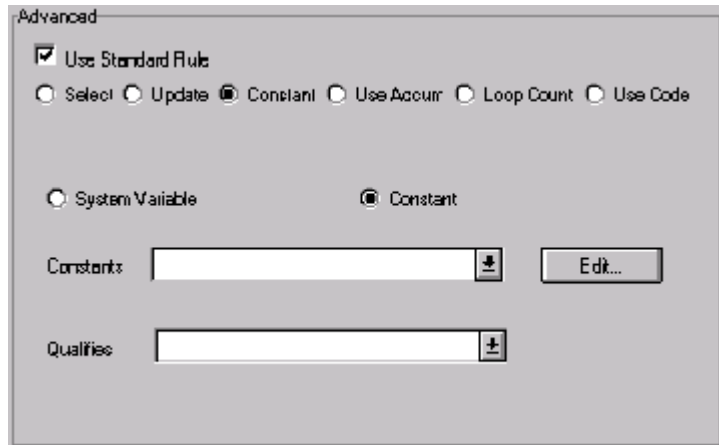 Advanced
Use Standard Rule
Select Update Constant Use Accum Loop Count Use Code
System Variable Constant
Constants Edit...
Qualifies